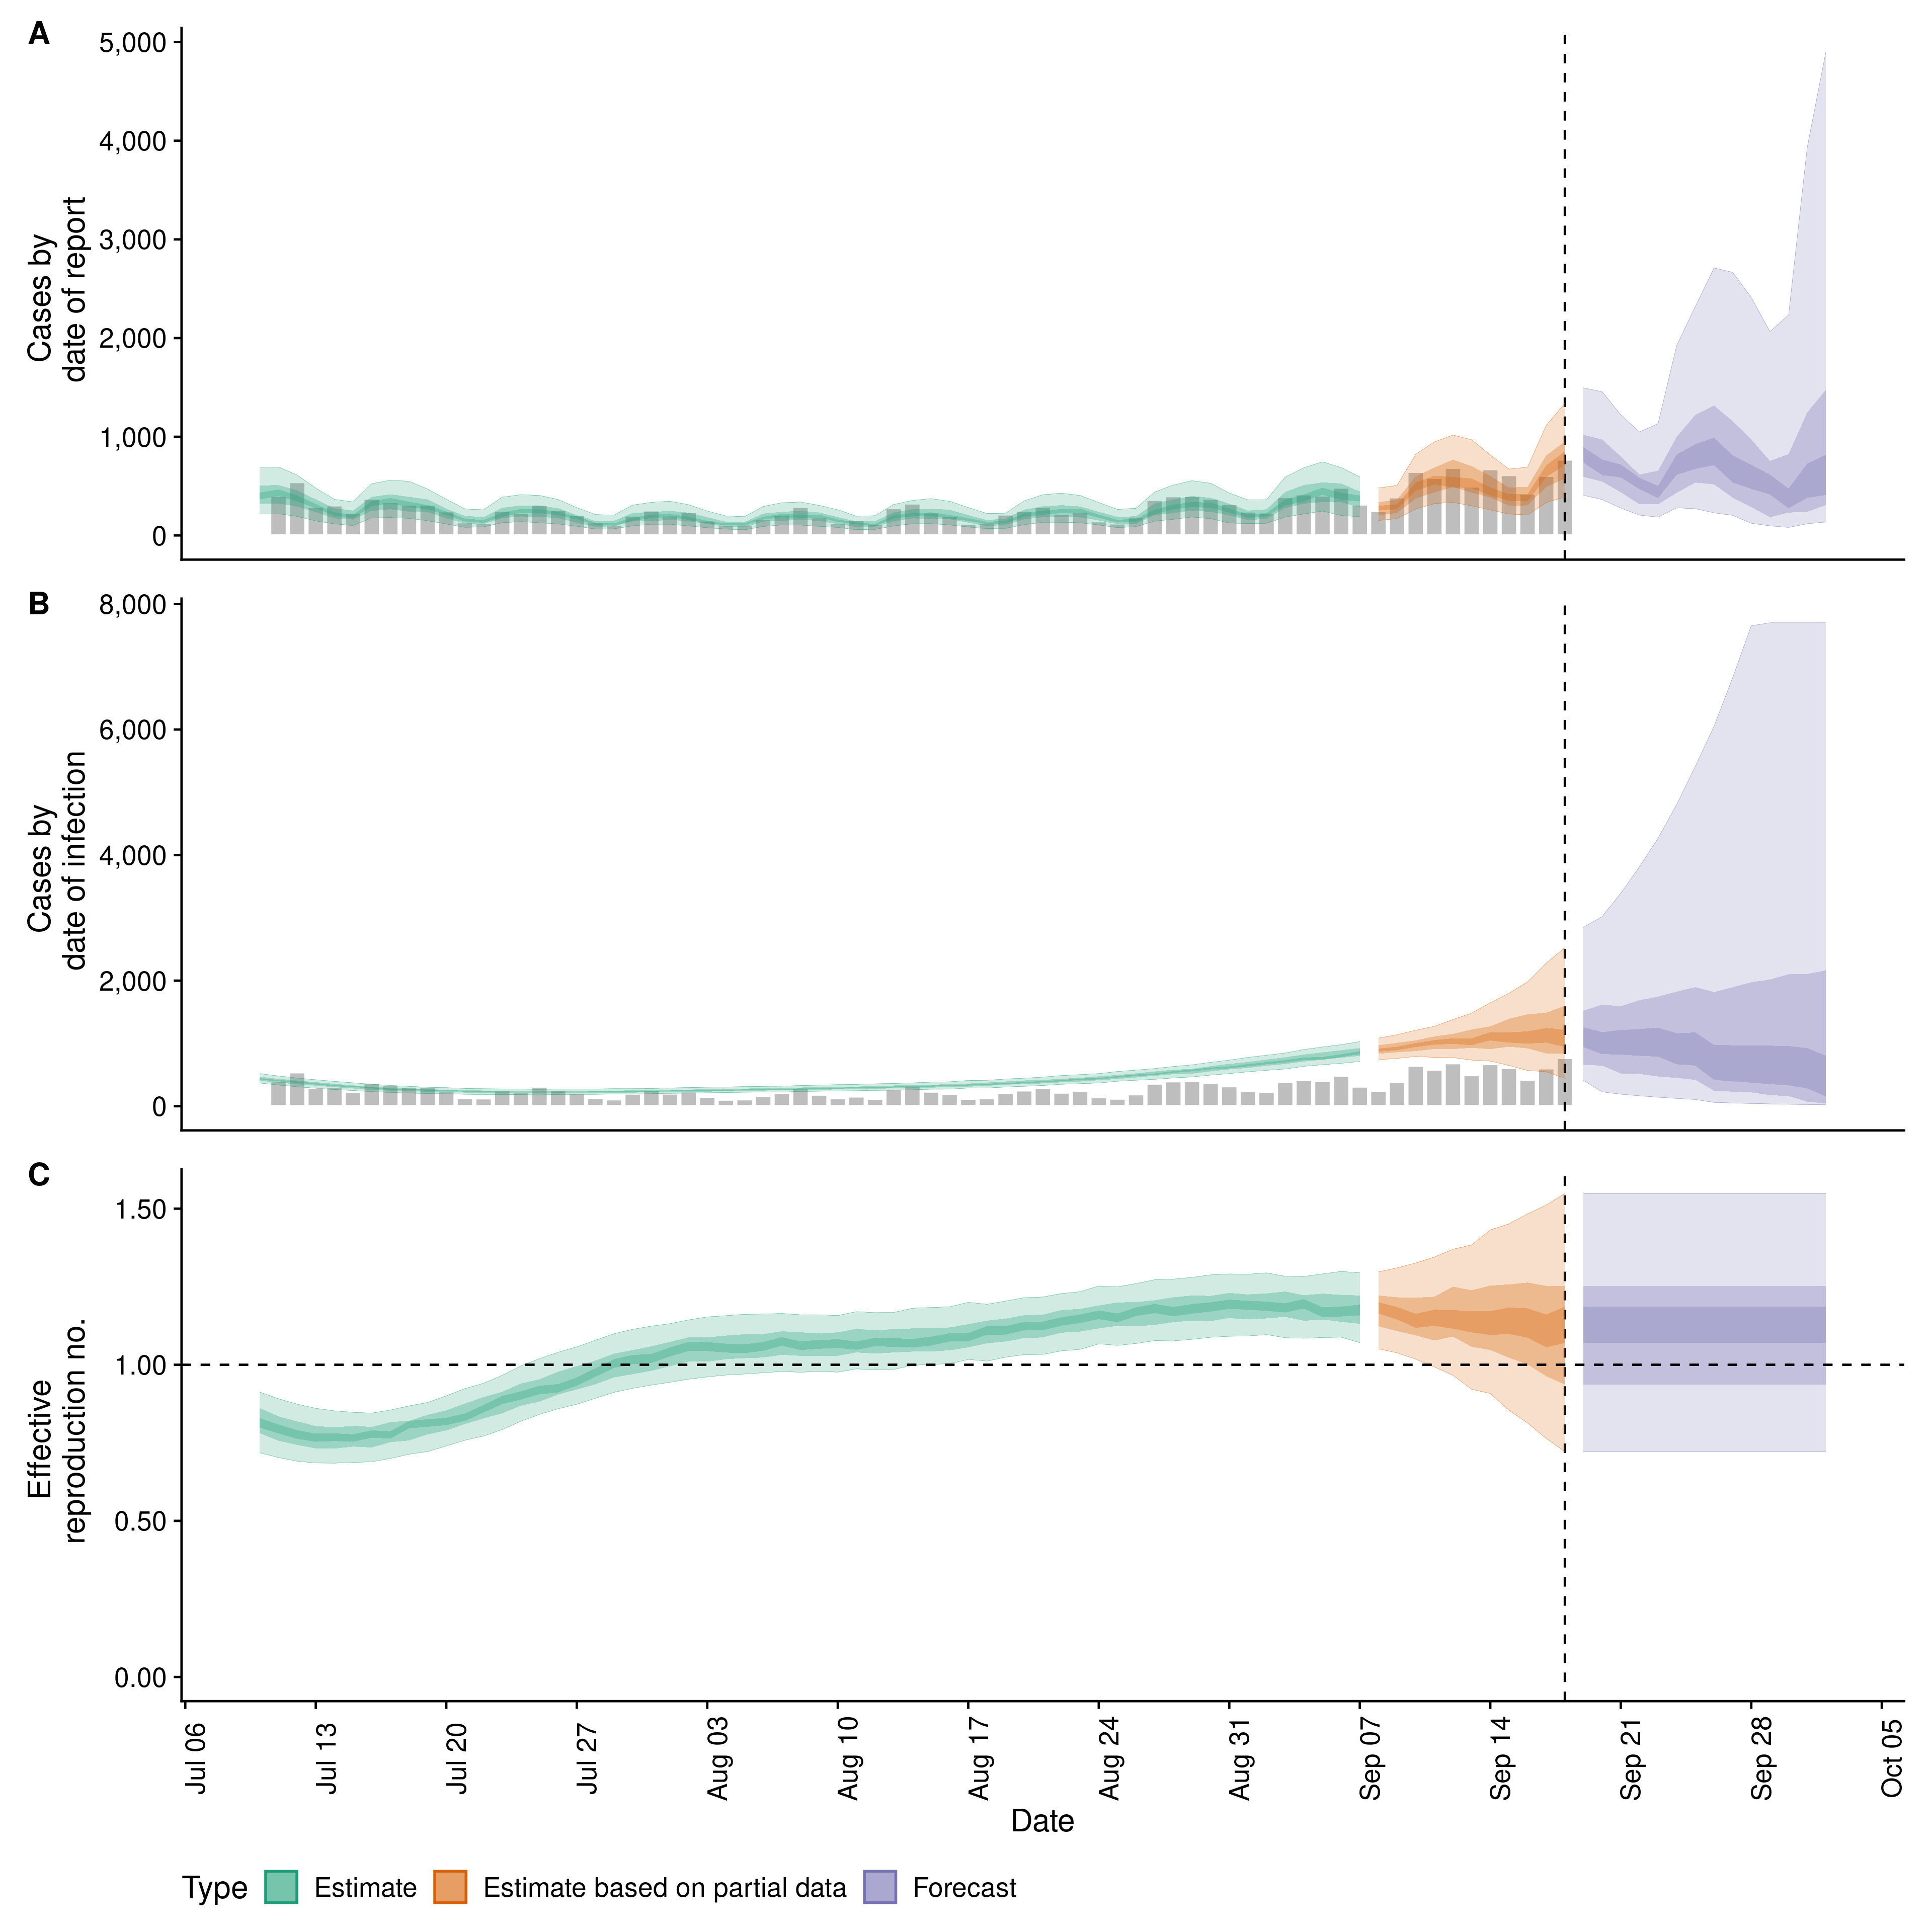 A
5,000
4,000
3,000
2,000
1,000
0
Cases by
date of report
B
8,000
6,000
4,000
2,000
0
Cases by
date of infection
C
1.50
1.00
0.50
0.00
Effective
reproduction no.
Jul 06
Jul 13
Jul 20
Jul 27
Aug 03
Aug 10
Aug 17
Aug 24
Aug 31
Sep 07
Sep 14
Sep 21
Sep 28
Oct 05
Date
Type Estimate Estimate based on partial data Forecast